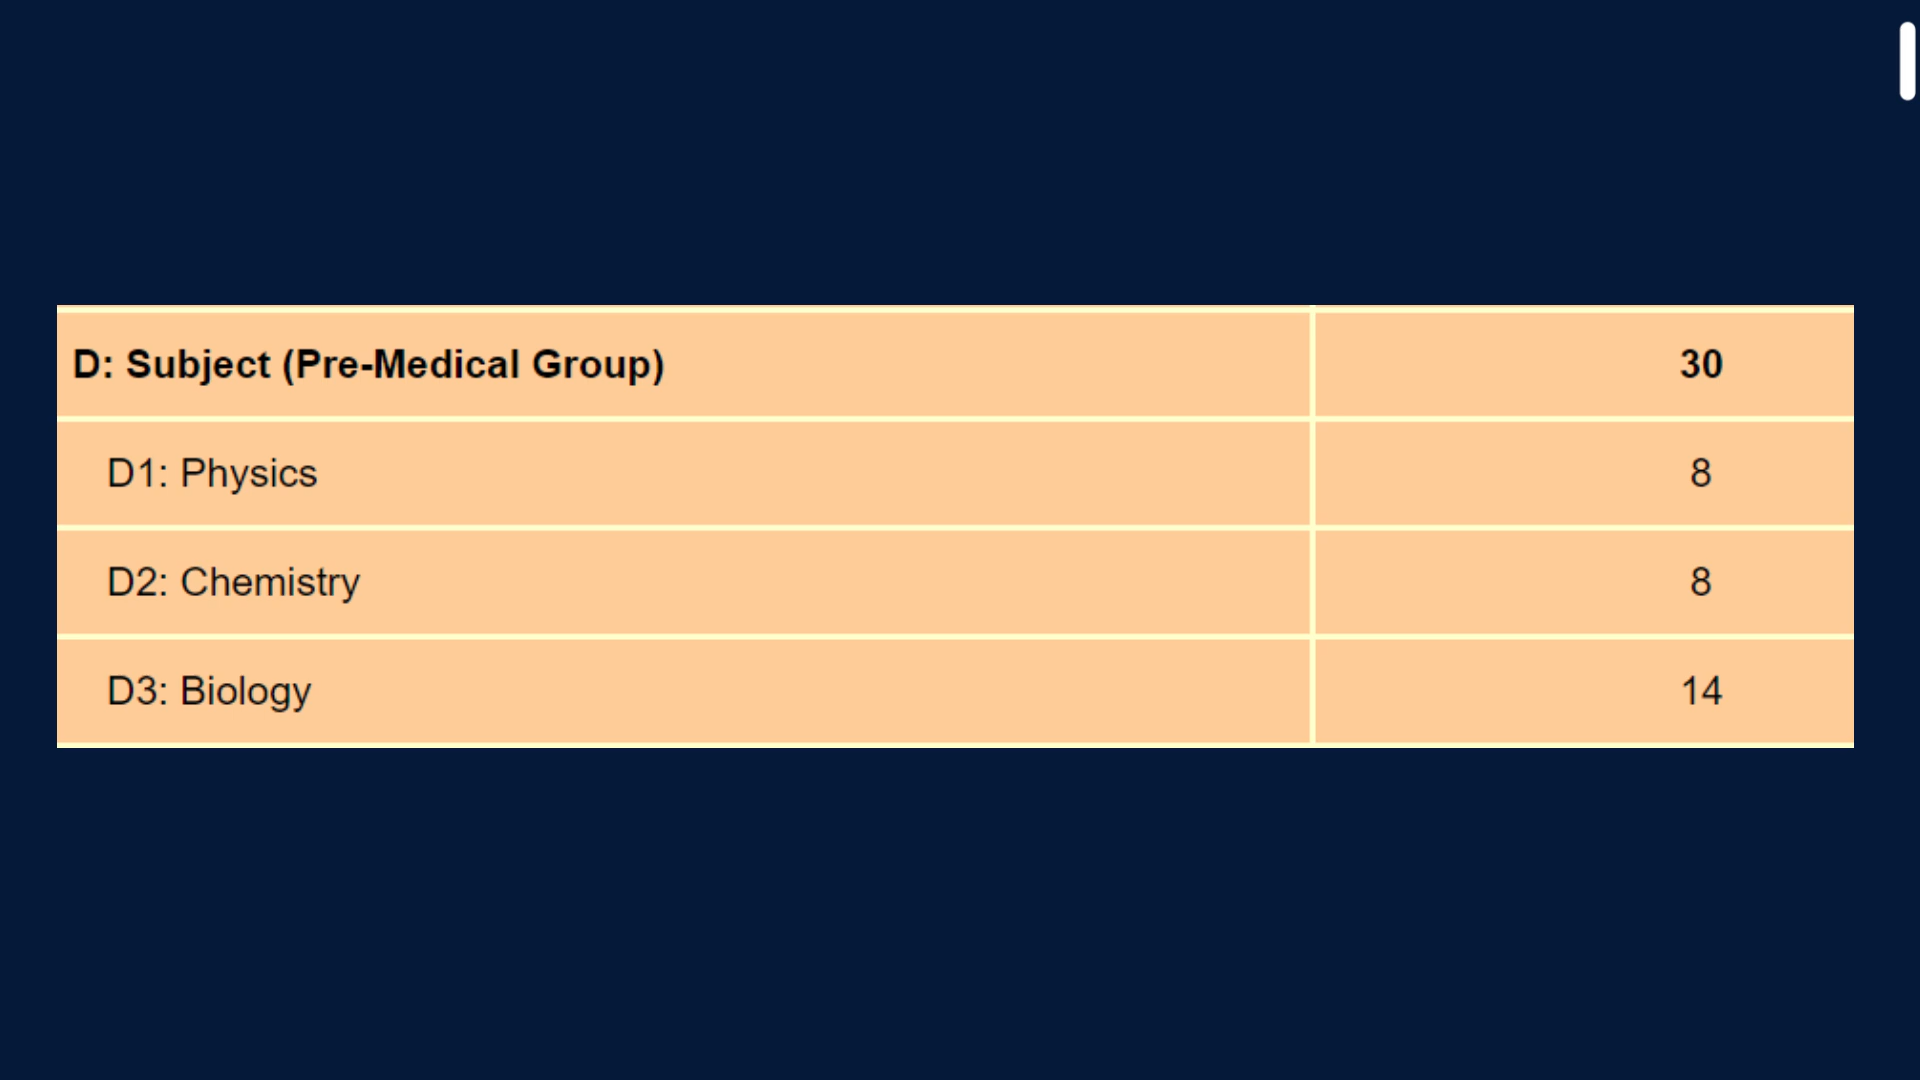 D: Subject (Pre-Medical Group) 30
D1: Physics 8
D2: Chemistry 8
D3: Biology 14